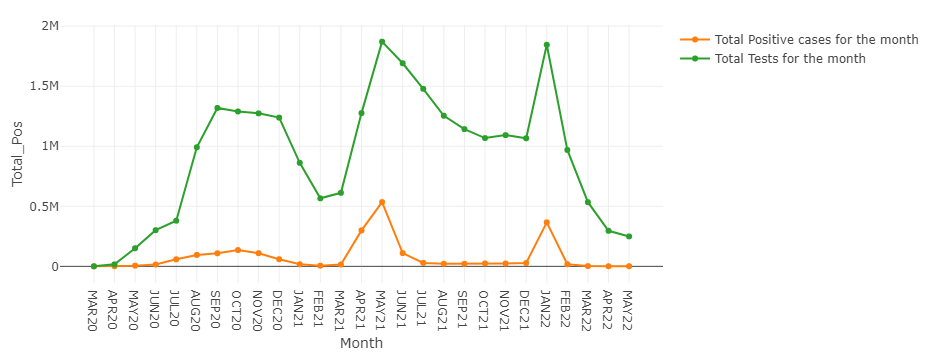 2M
1.5M
1M
0.5M
0
Total_Pos
MAR20
APR20
MAY20
JUN20
JUL20
AUG20
SEP20
OCT20
NOV20
DEC20
JAN21
FEB21
MAR21
APR21
MAY21
JUN21
JUL21
AUG21
SEP21
OCT21
NOV21
DEC21
JAN22
FEB22
MAR22
APR22
MAY22
Month
Total Positive cases for the month
Total Tests for the month